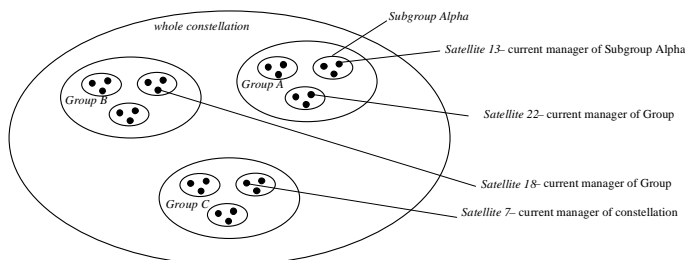 whole constellation
Subgroup Alpha
Satellite 13– current manager of Subgroup Alpha
Group A
Group B
Satellite 22– current manager of Group
Satellite 18– current manager of Group
Group C
Satellite 7– current manager of constellation